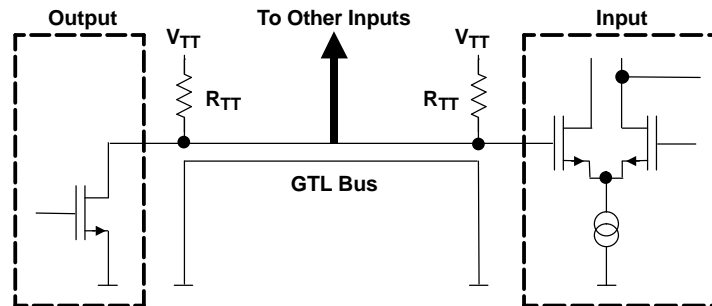 Output
To Other Inputs
Input
VTT
VTT
RTT
RTT
GTL Bus